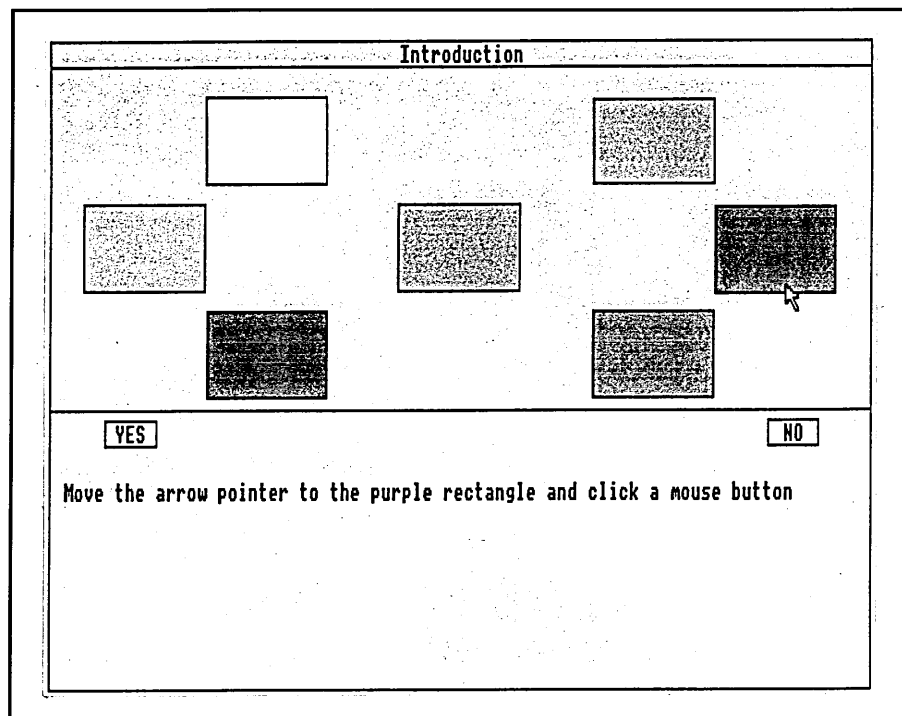 Introduction
YES
NO
Move the arrow pointer to the purple rectangle and click a mouse button